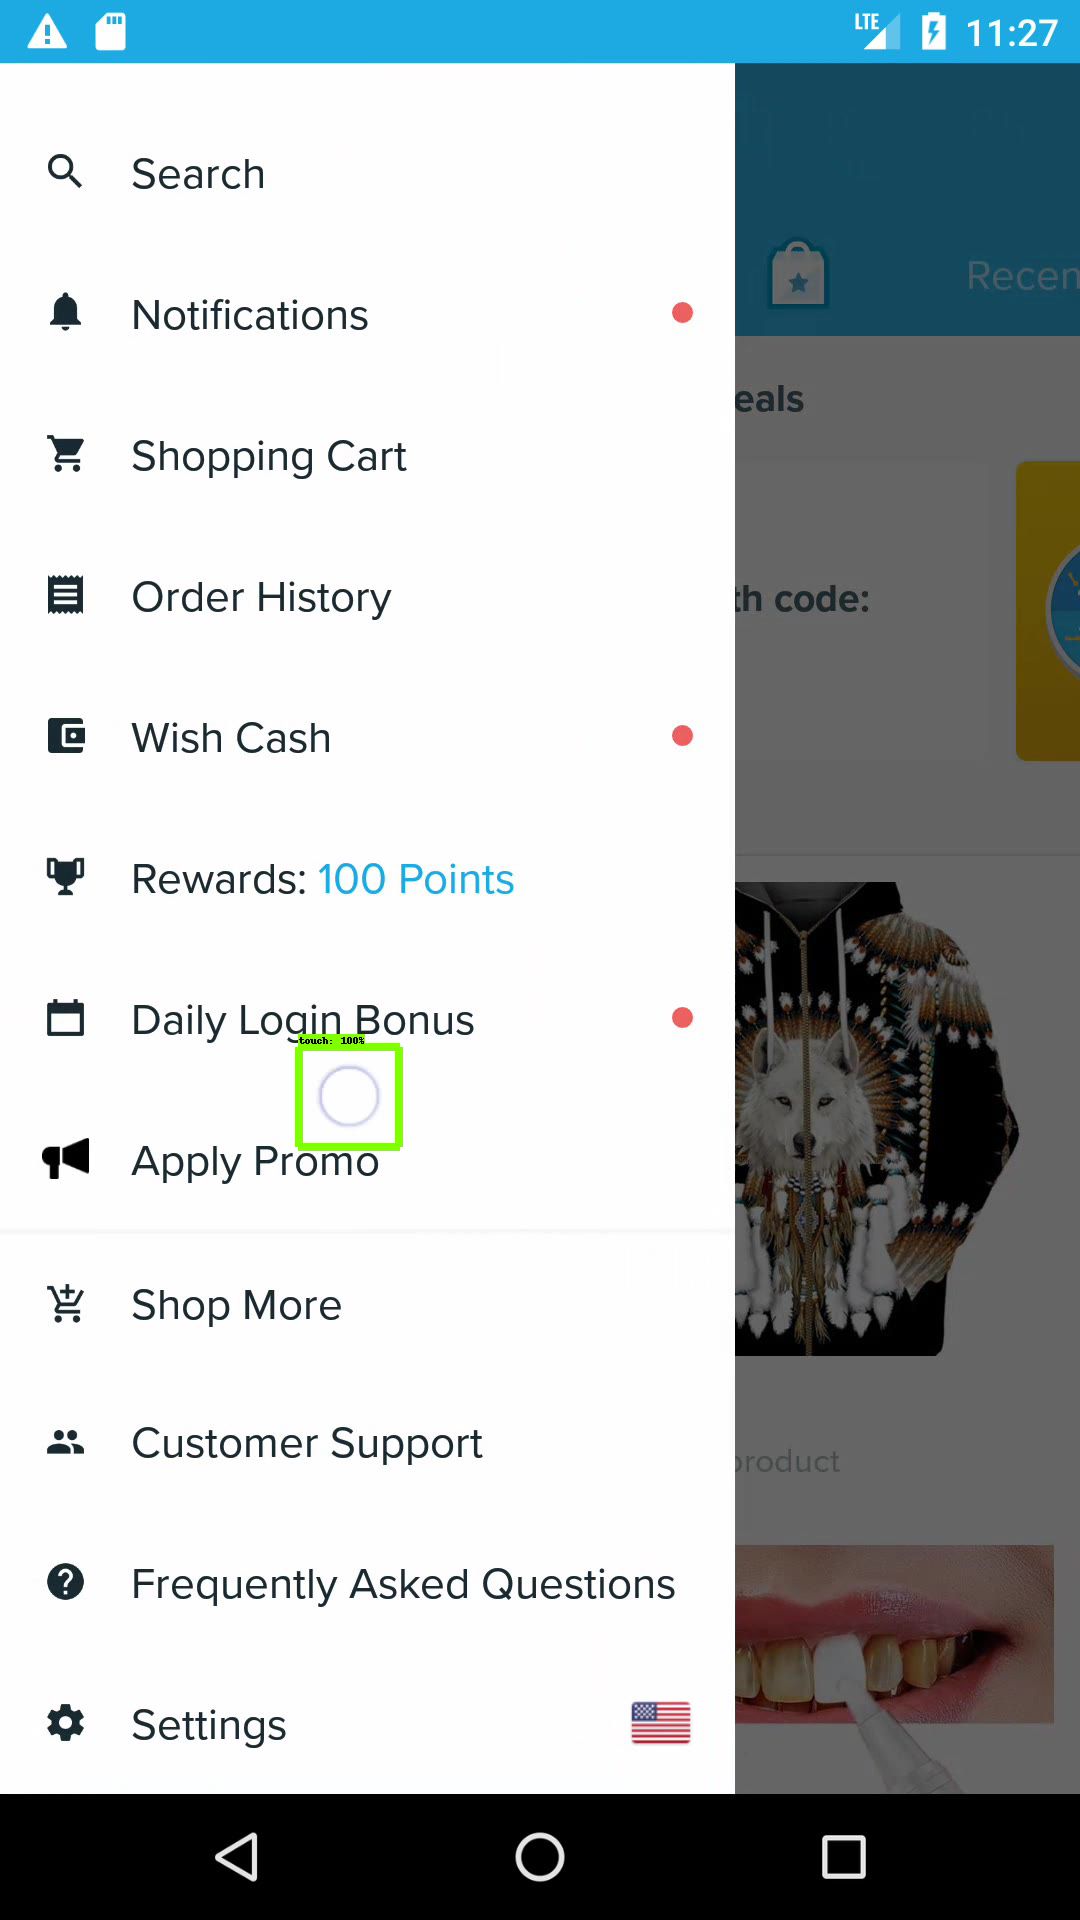 LTE 11:27
Search
Notifications
Recen
eals
Shopping Cart
Order History
th code:
Wish Cash
Rewards: 100 Points
Daily Login Bonus
touch: 100%
Apply Promo
Shop More
Customer Support
product
Frequently Asked Questions
Settings